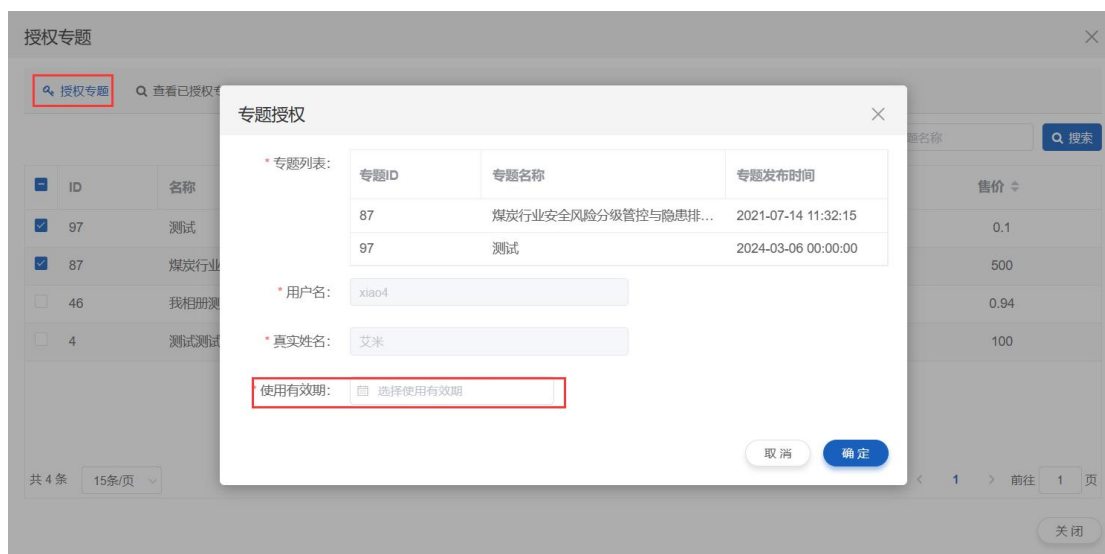 授权专题
授权专题 查看已授权专
题名称 搜索
ID 名称 售价
97 测试 0.1
87 煤炭行业 500
46 我相册测 0.94
4 测试测试 100
共 4 条 15条/页 1 前往 1 页
关 闭
专题授权
* 专题列表:
专题ID 专题名称 专题发布时间
87 煤炭行业安全风险分级管控与隐患排... 2021-07-14 11:32:15
97 测试 2024-03-06 00:00:00
* 用户名: xiao4
* 真实姓名: 艾米
* 使用有效期: 选择使用有效期
取 消 确 定